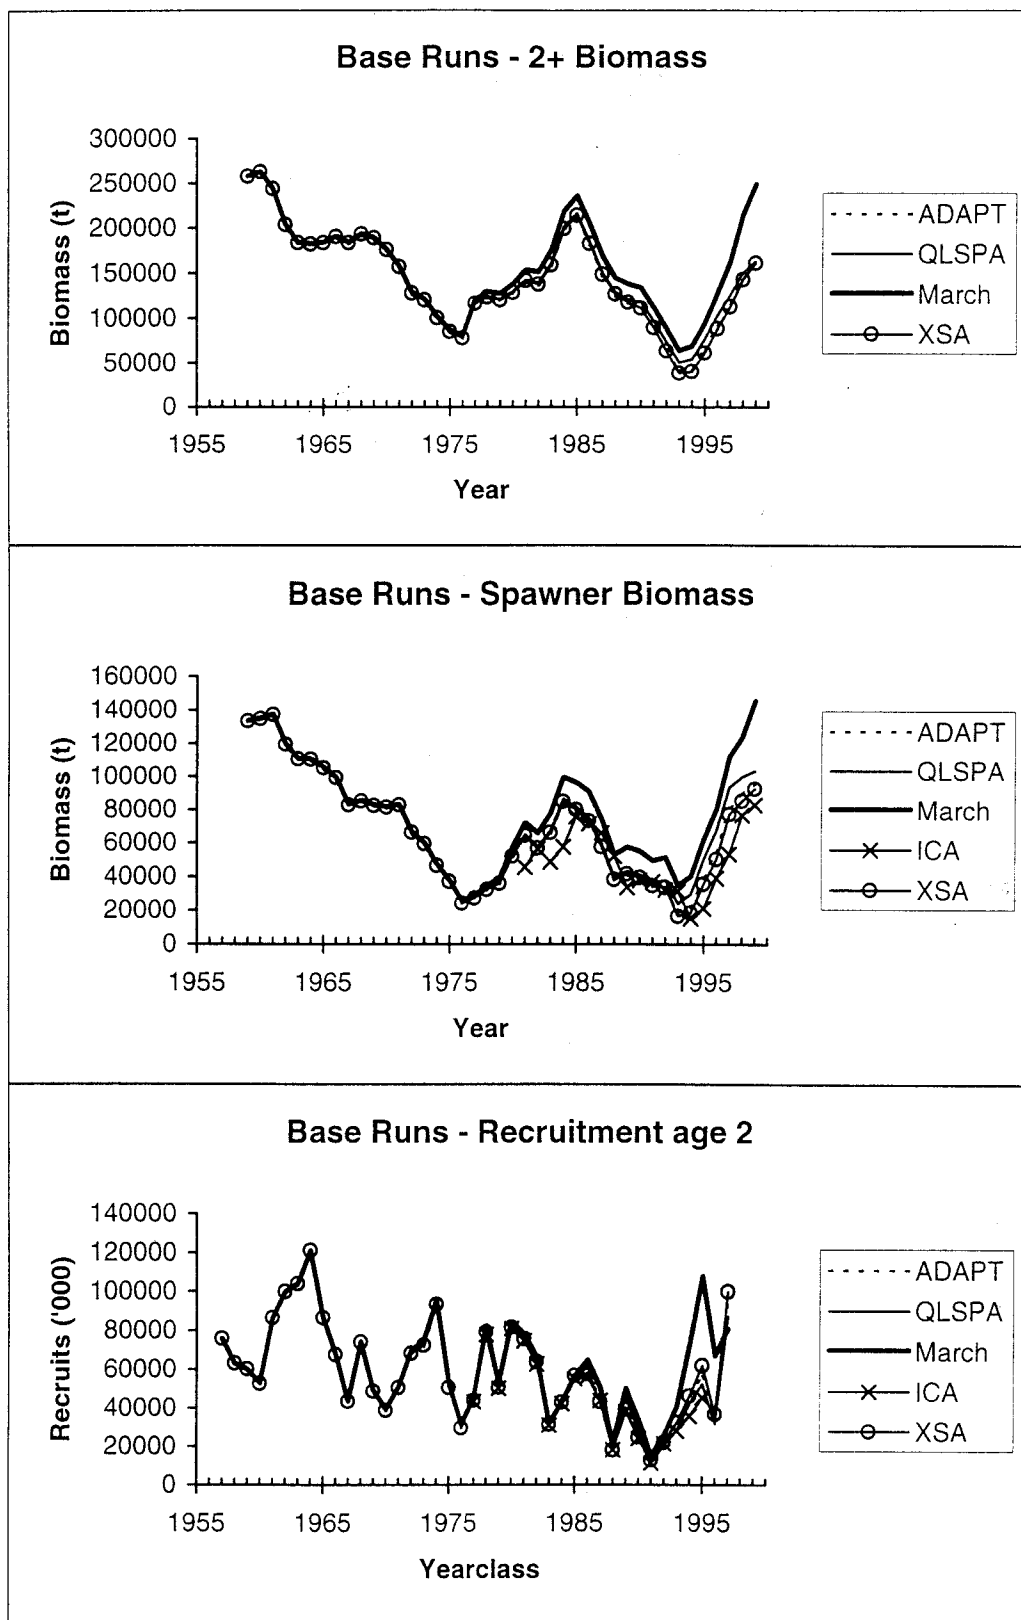 Base Runs - 2+ Biomass
300000
250000
200000
150000
100000
50000
0
Biomass (t)
1955 1965 1975 1985 1995
Year
ADAPT
QLSPA
March
XSA
Base Runs - Spawner Biomass
160000
140000
120000
100000
80000
60000
40000
20000
0
Biomass (t)
1955 1965 1975 1985 1995
Year
ADAPT
QLSPA
March
ICA
XSA
Base Runs - Recruitment age 2
140000
120000
100000
80000
60000
40000
20000
0
Recruits ('000)
1955 1965 1975 1985 1995
Yearclass
ADAPT
QLSPA
March
ICA
XSA